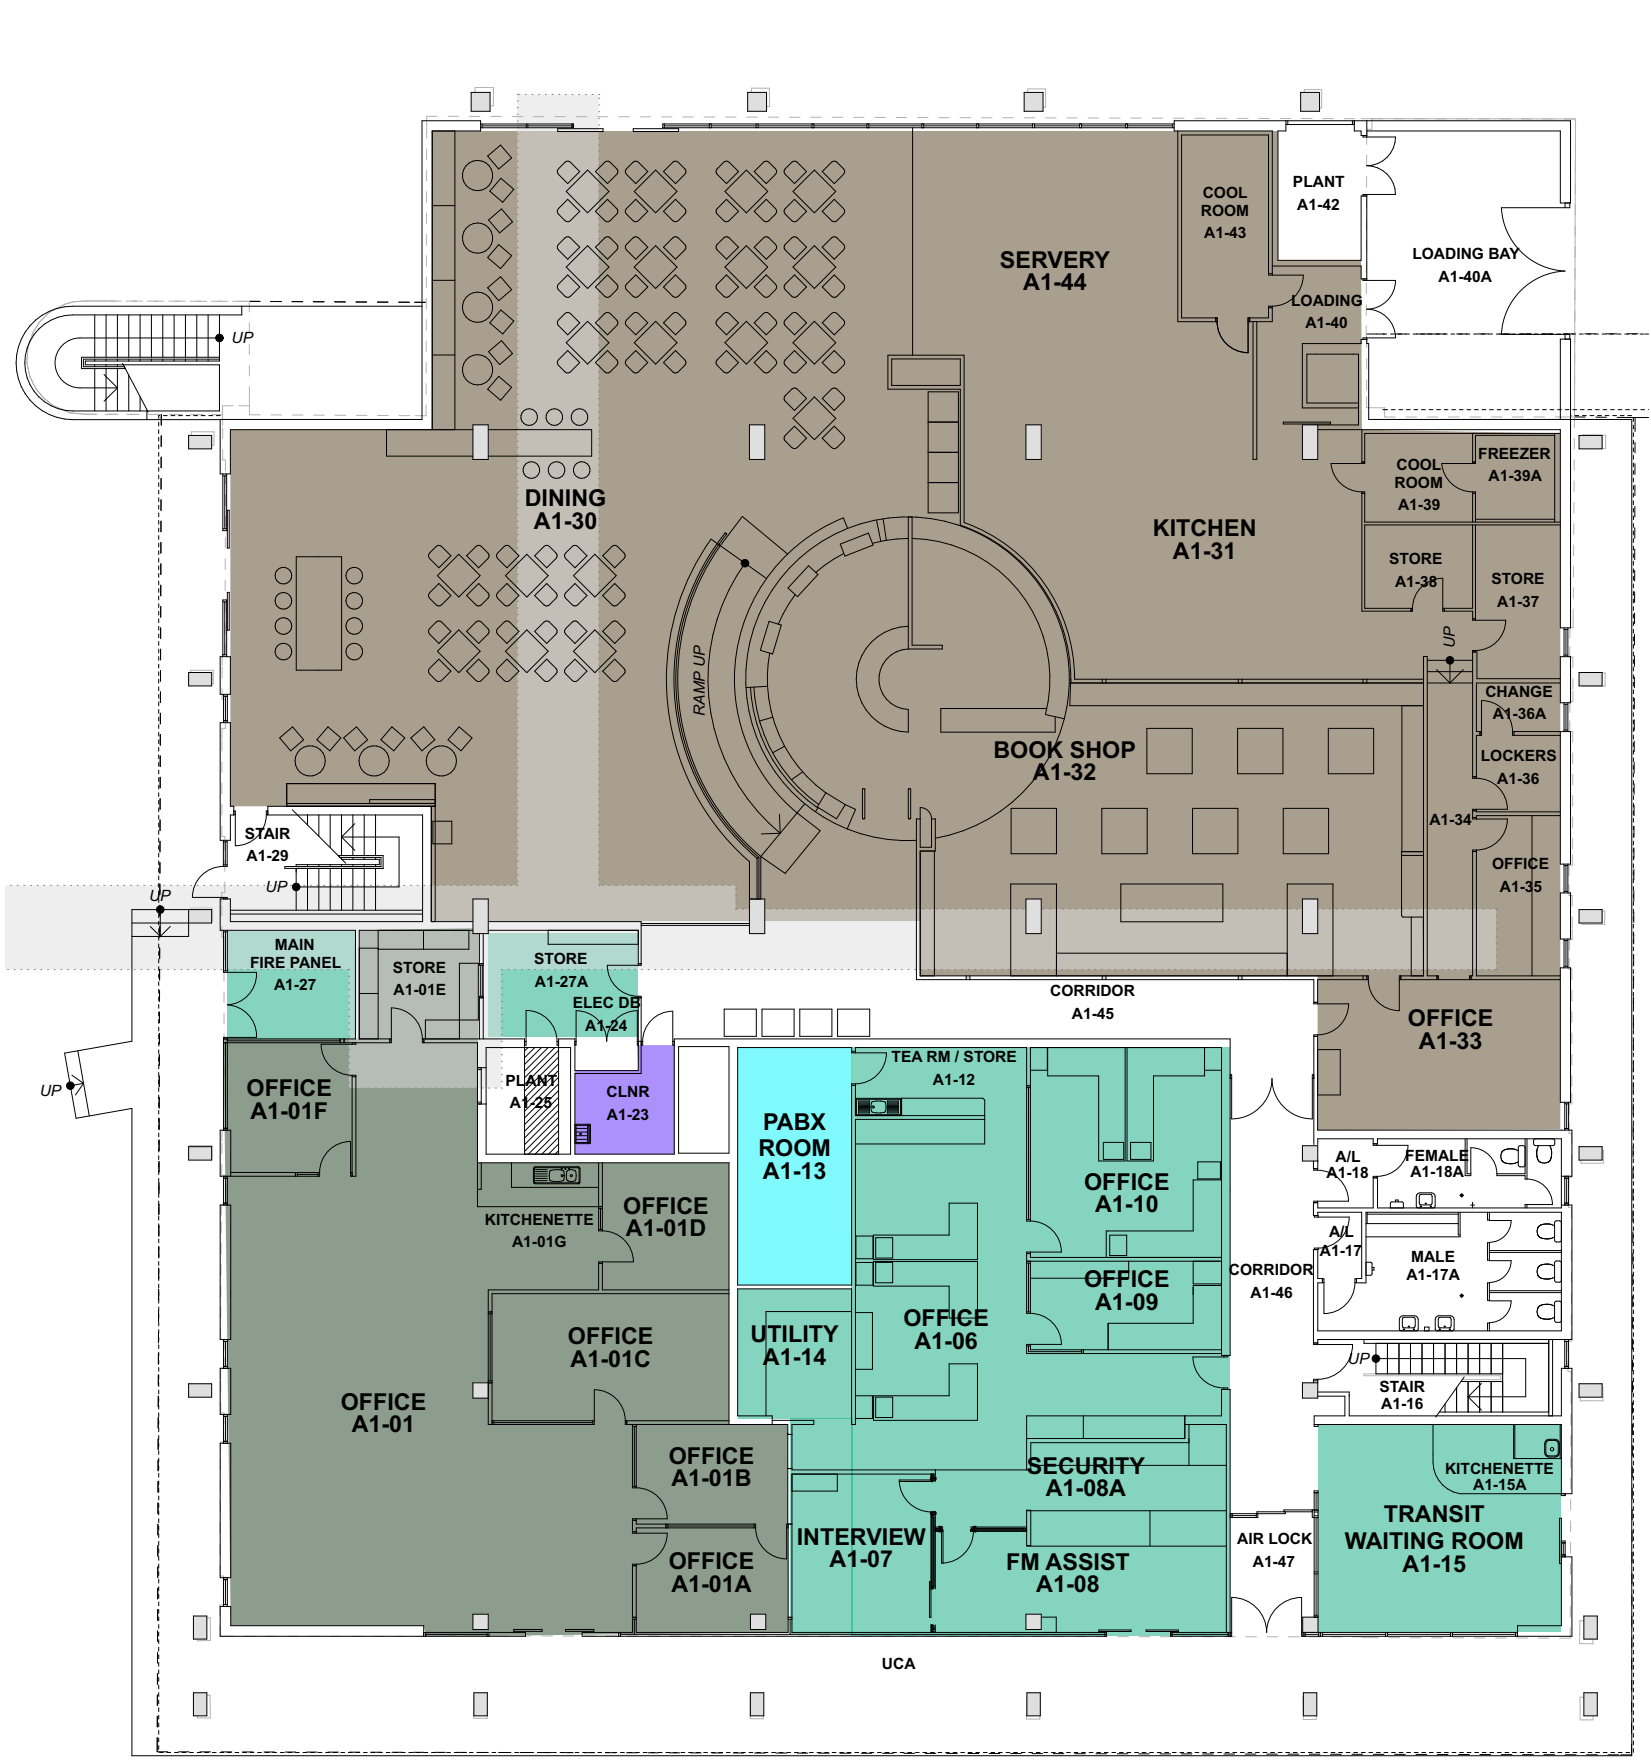 PLANT
A1-42
COOL
ROOM
A1-43
LOADING BAY
A1-40A
SERVERY
A1-44
LOADING
A1-40
UP
FREEZER
A1-39A
COOL
ROOM
A1-39
DINING
A1-30
KITCHEN
A1-31
STORE
A1-38
STORE
A1-37
UP
RAMP UP
CHANGE
A1-36A
BOOK SHOP
A1-32
LOCKERS
A1-36
A1-34
STAIR
A1-29
OFFICE
A1-35
UP
UP
MAIN
FIRE PANEL
A1-27
STORE
A1-01E
STORE
A1-27A
ELEC DB
A1-24
CORRIDOR
A1-45
OFFICE
A1-33
UP
OFFICE
A1-01F
PLANT
A1-25
CLNR
A1-23
TEA RM / STORE
A1-12
PABX
ROOM
A1-13
A/L
A1-18
FEMALE
A1-18A
OFFICE
A1-10
KITCHENETTE
A1-01G
OFFICE
A1-01D
A/L
A1-17
MALE
A1-17A
CORRIDOR
A1-46
OFFICE
A1-09
OFFICE
A1-06
UTILITY
A1-14
OFFICE
A1-01C
UP
STAIR
A1-16
OFFICE
A1-01
OFFICE
A1-01B
SECURITY
A1-08A
KITCHENETTE
A1-15A
TRANSIT
WAITING ROOM
A1-15
INTERVIEW
A1-07
AIR LOCK
A1-47
OFFICE
A1-01A
FM ASSIST
A1-08
UCA